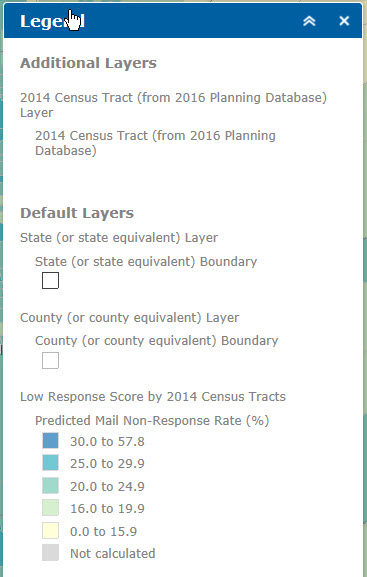 Legend
Additional Layers
2014 Census Tract (from 2016 Planning Database)
Layer
2014 Census Tract (from 2016 Planning
Database)
Default Layers
State (or state equivalent) Layer
State (or state equivalent) Boundary
County (or county equivalent) Layer
County (or county equivalent) Boundary
Low Response Score by 2014 Census Tracts
Predicted Mail Non-Response Rate (%)
30.0 to 57.8
25.0 to 29.9
20.0 to 24.9
16.0 to 19.9
0.0 to 15.9
Not calculated